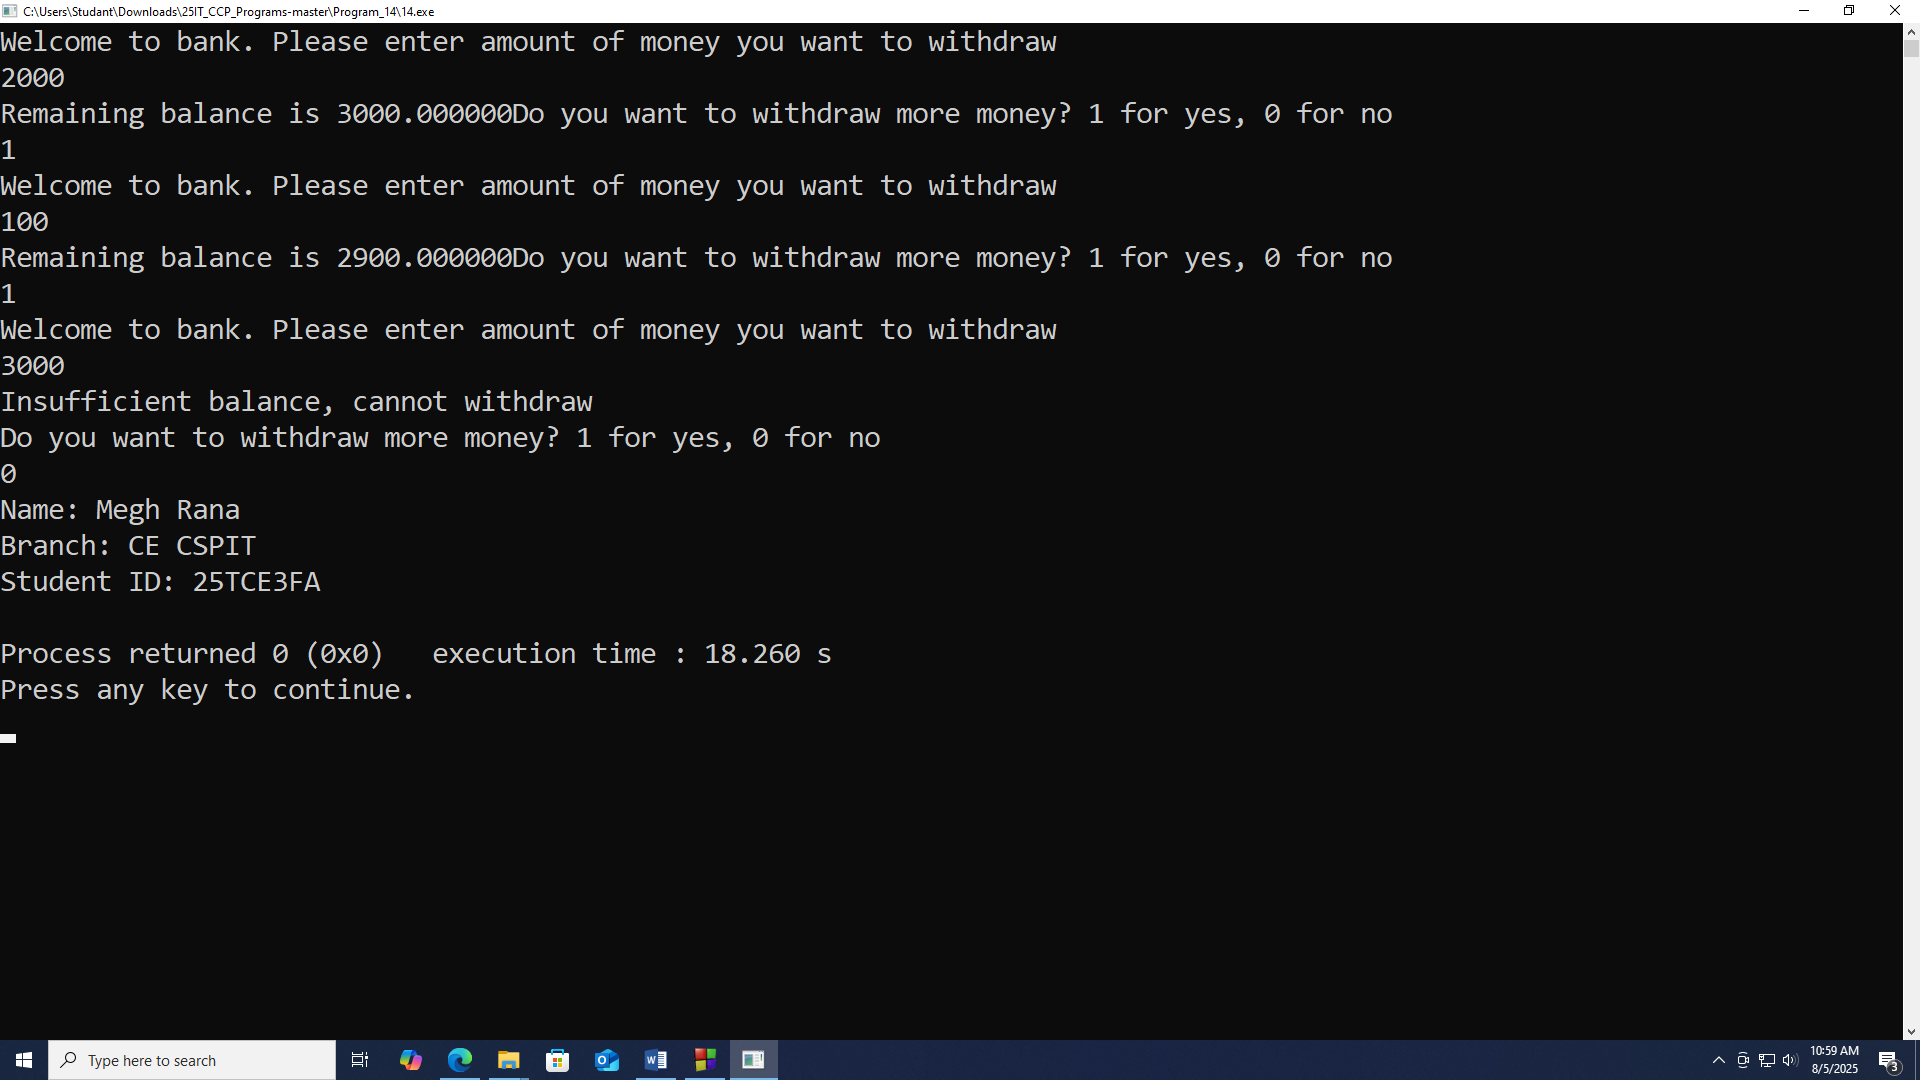 C:\Users\Studant\Downloads\25IT_CCP_Programs-master\Program_14\14.exe
Welcome to bank. Please enter amount of money you want to withdraw
2000
Remaining balance is 3000.000000Do you want to withdraw more money? 1 for yes, 0 for no
1
Welcome to bank. Please enter amount of money you want to withdraw
100
Remaining balance is 2900.000000Do you want to withdraw more money? 1 for yes, 0 for no
1
Welcome to bank. Please enter amount of money you want to withdraw
3000
Insufficient balance, cannot withdraw
Do you want to withdraw more money? 1 for yes, 0 for no
0
Name: Megh Rana
Branch: CE CSPIT
Student ID: 25TCE3FA
Process returned 0 (0x0)   execution time : 18.260 s
Press any key to continue.
Type here to search
10:59 AM
8/5/2025
3